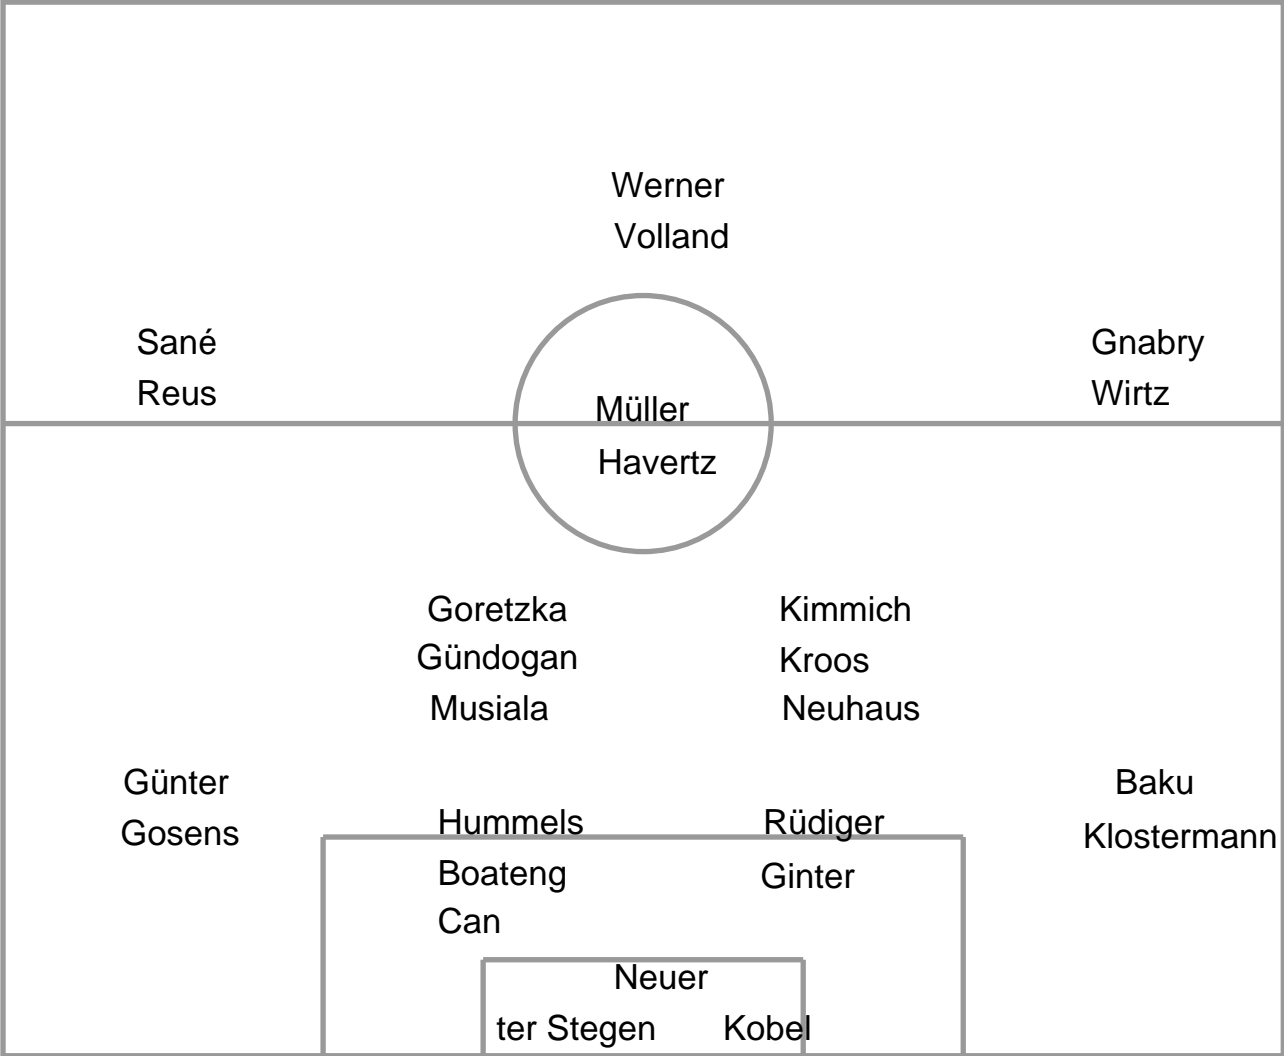 Werner
Volland
Sané
Reus
Gnabry
Wirtz
Müller
Havertz
Goretzka
Gündogan
Musiala
Kimmich
Kroos
Neuhaus
Günter
Gosens
Hummels
Boateng
Can
Rüdiger
Ginter
Baku
Klostermann
Neuer
ter Stegen
Kobel